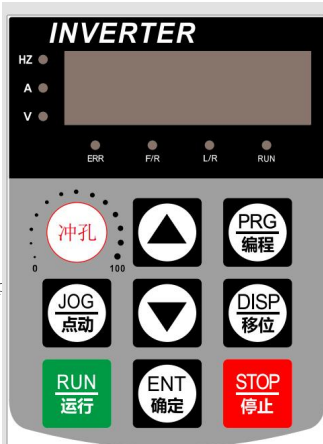 INVERTER
HZ
A
V
ERR F/R L/R RUN
冲孔
0 100
PRG
编程
JOG
点动
DISP
移位
RUN
运行
ENT
确定
STOP
停止